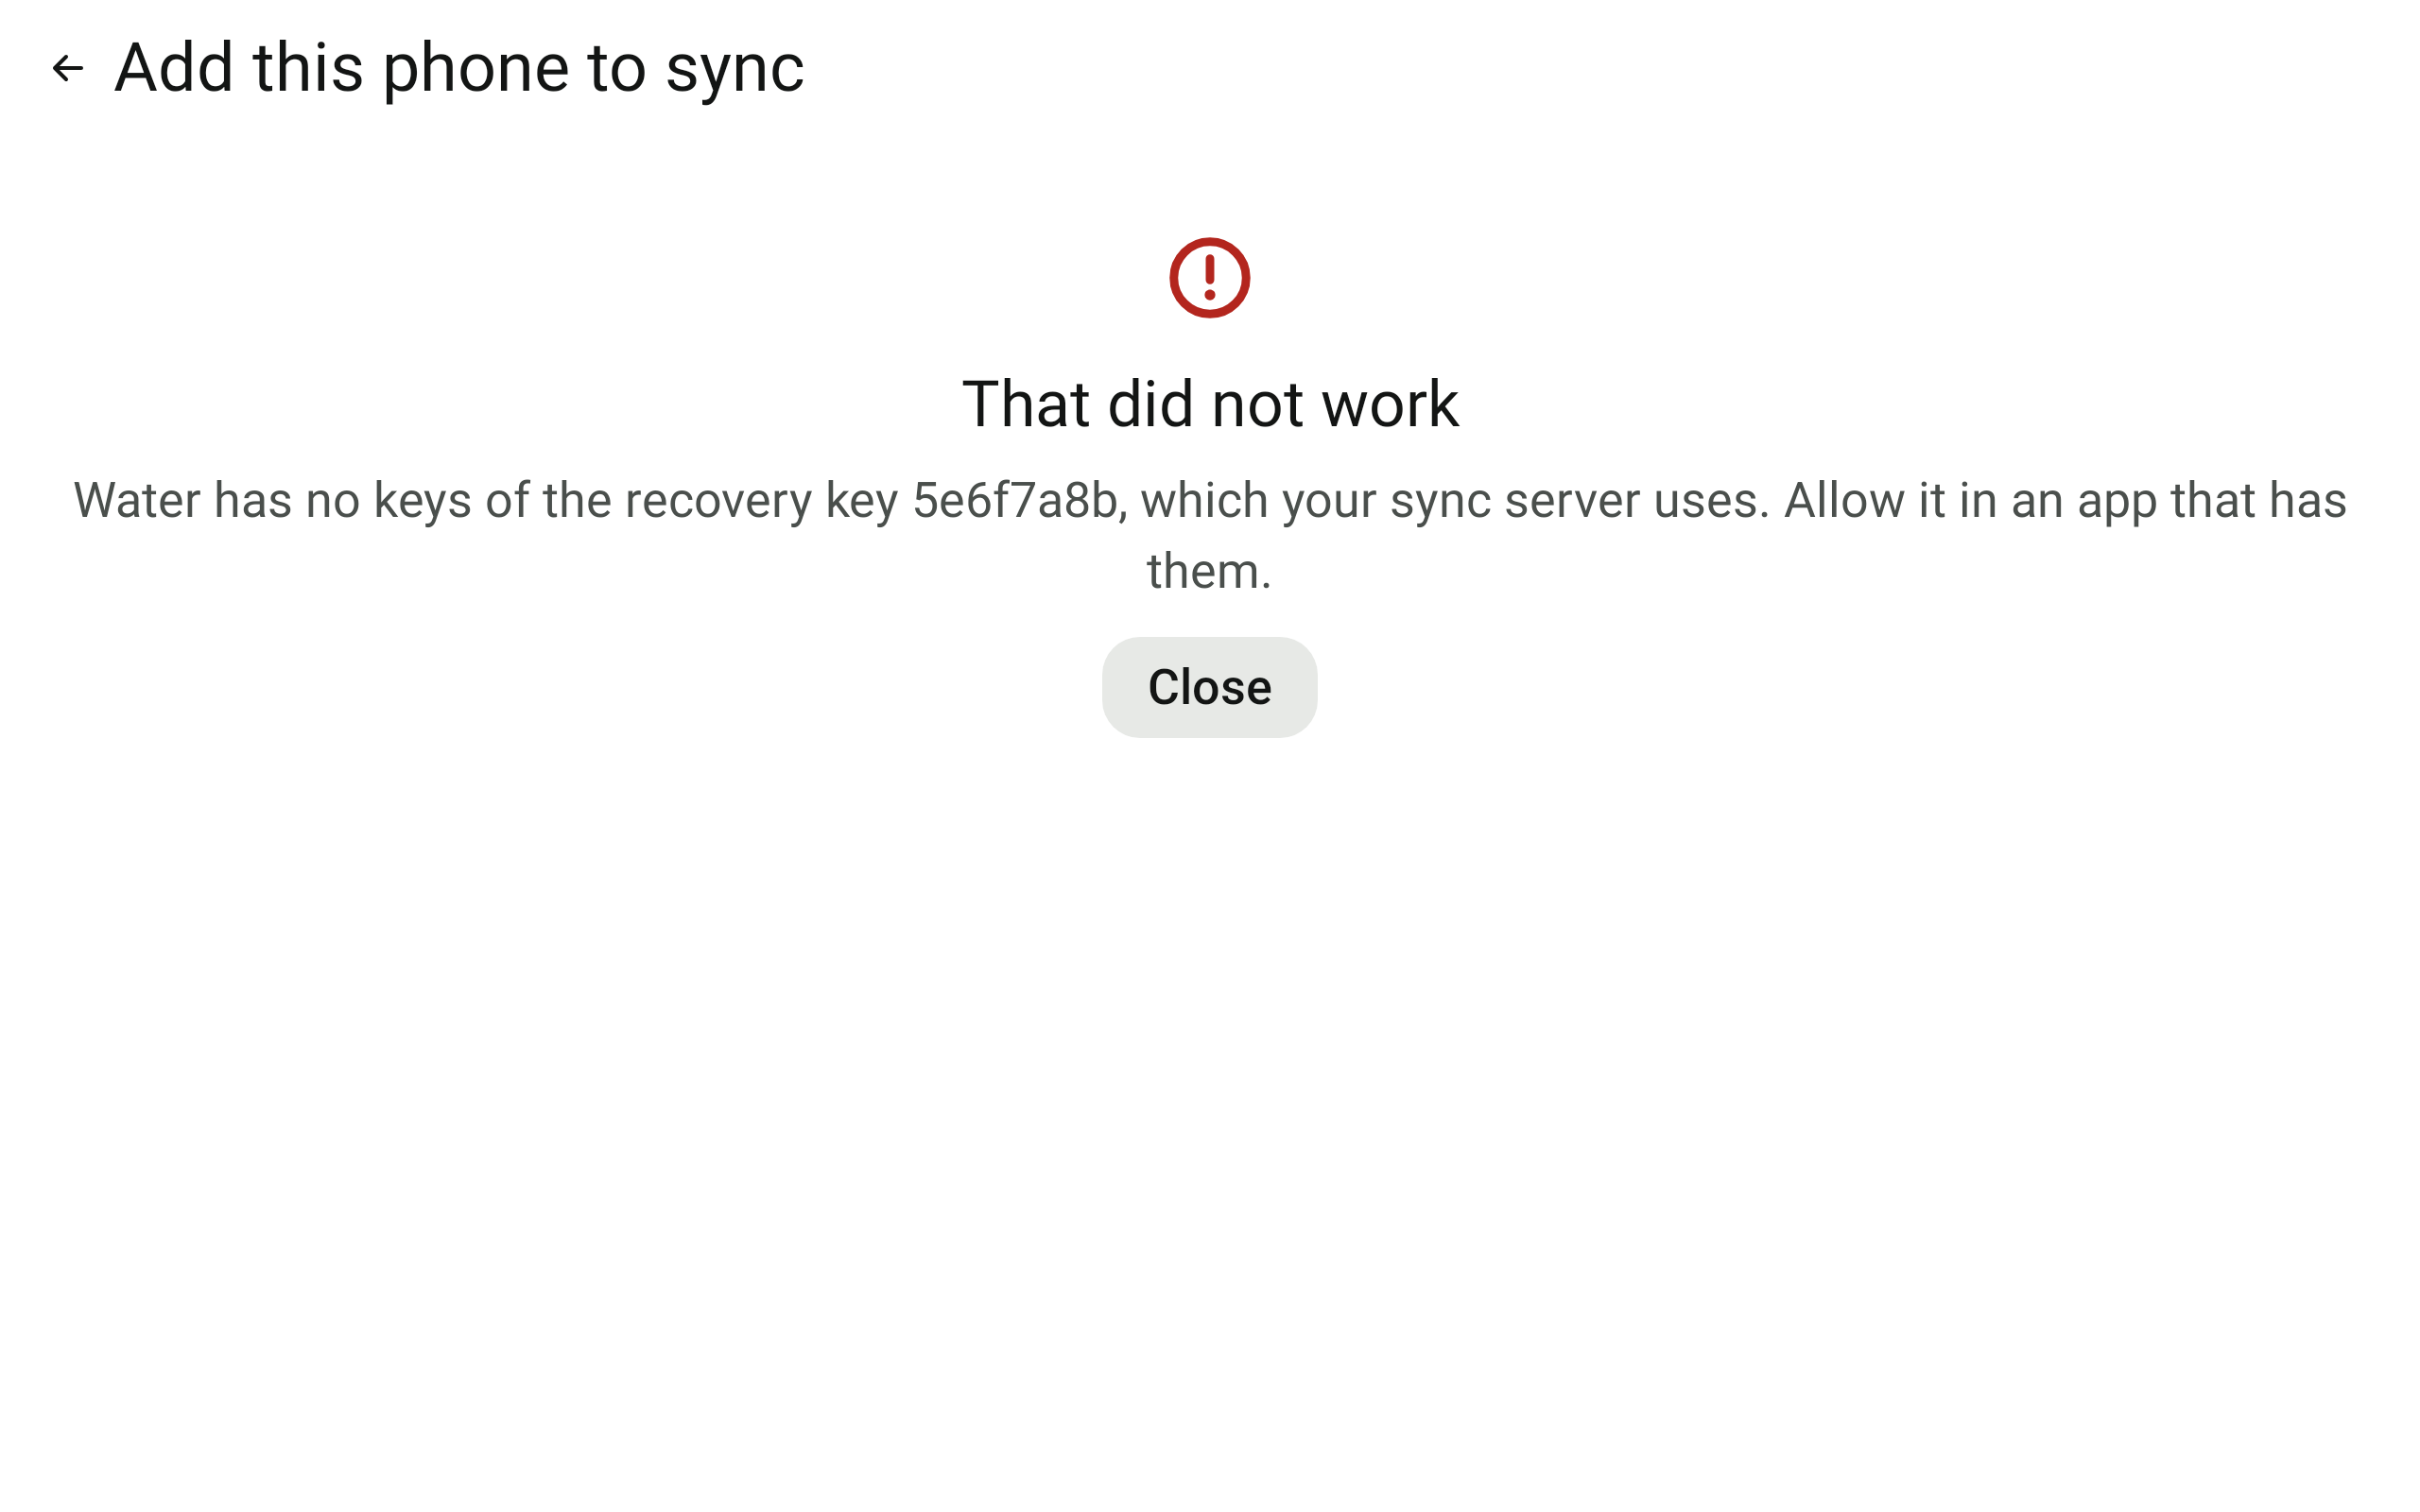 Add this phone to sync
That did not work
Water has no keys of the recovery key 5e6f7a8b, which your sync server uses. Allow it in an app that has
them.
Close